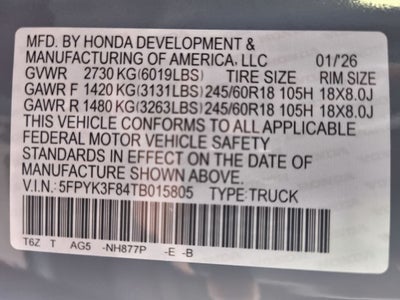 MFD. BY HONDA DEVELOPMENT &
MANUFACTURING OF AMERICA, LLC 01/'26
GVWR 2730 KG(6019LBS) TIRE SIZE RIM SIZE
GAWR F 1420 KG(3131LBS) 245/60R18 105H 18X8.0J
GAWR R 1480 KG(3263LBS) 245/60R18 105H 18X8.0J
THIS VEHICLE CONFORMS TO ALL APPLICABLE
FEDERAL MOTOR VEHICLE SAFETY
STANDARDS IN EFFECT ON THE DATE OF
MANUFACTURE SHOWN ABOVE.
V.I.N.: 5FPYK3F84TB015805 TYPE:TRUCK
T6Z T AG5 -NH877P -E -B